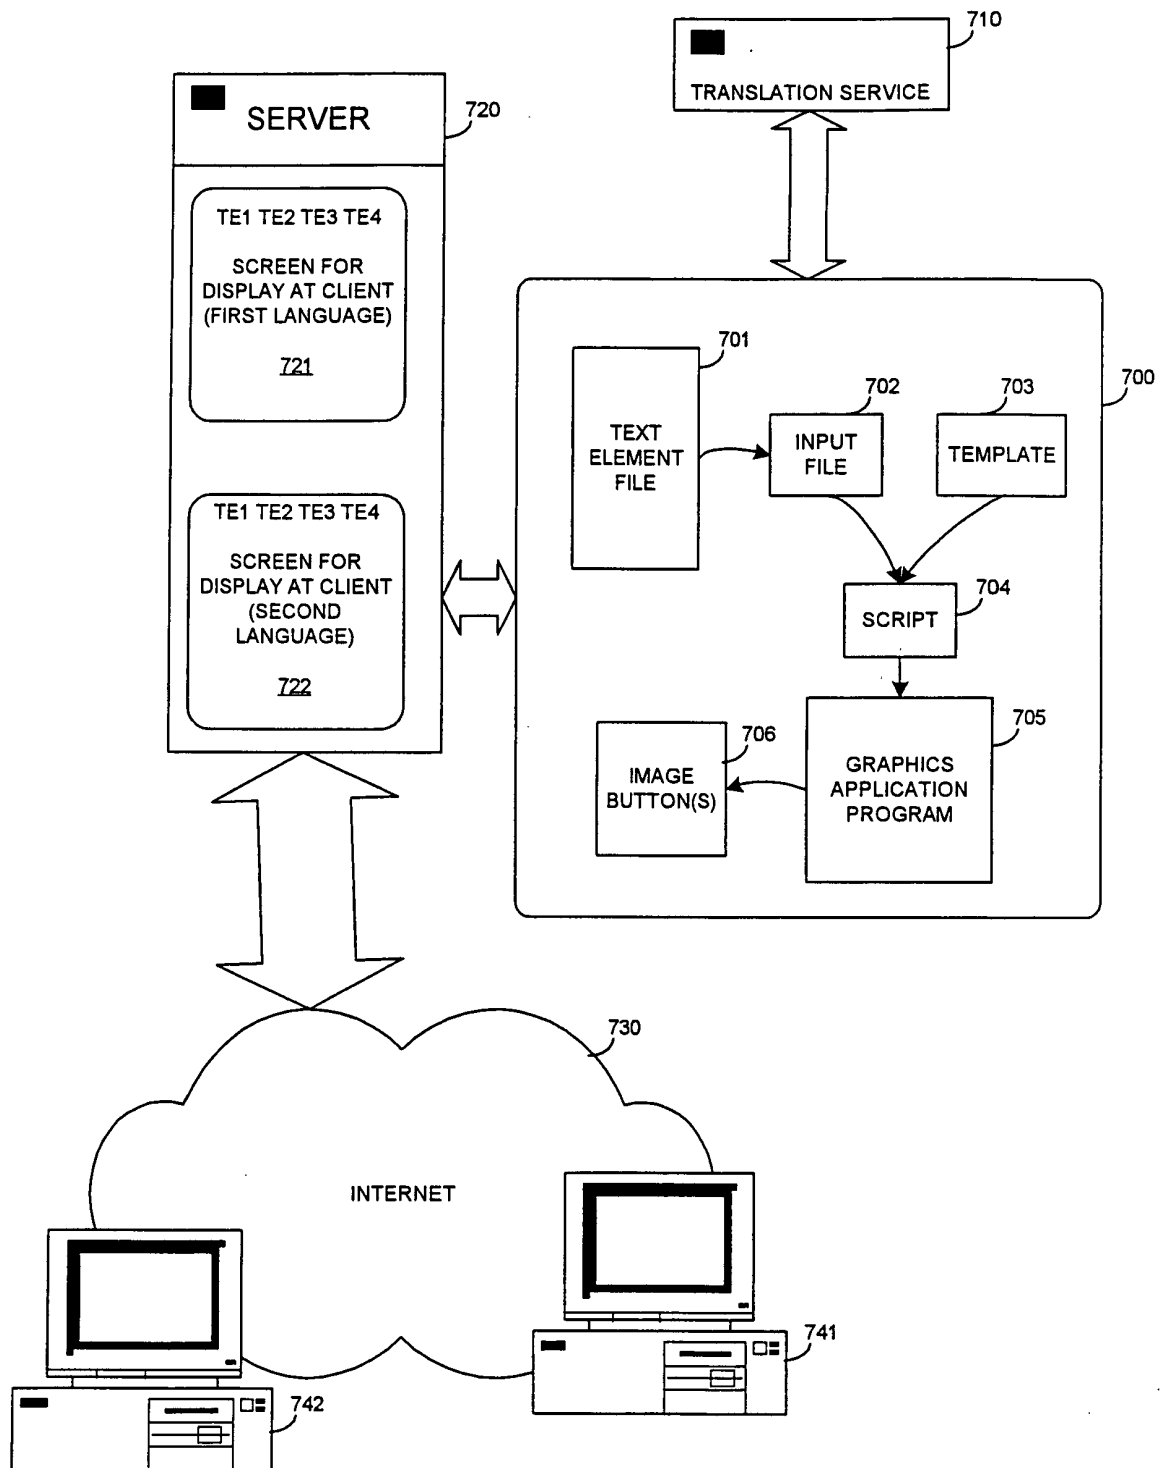 710
TRANSLATION SERVICE
SERVER
720
TE1 TE2 TE3 TE4
SCREEN FOR
DISPLAY AT CLIENT
(FIRST LANGUAGE)
721
TE1 TE2 TE3 TE4
SCREEN FOR
DISPLAY AT CLIENT
(SECOND
LANGUAGE)
722
700
701
TEXT
ELEMENT
FILE
702
INPUT
FILE
703
TEMPLATE
704
SCRIPT
705
GRAPHICS
APPLICATION
PROGRAM
706
IMAGE
BUTTON(S)
730
INTERNET
741
742